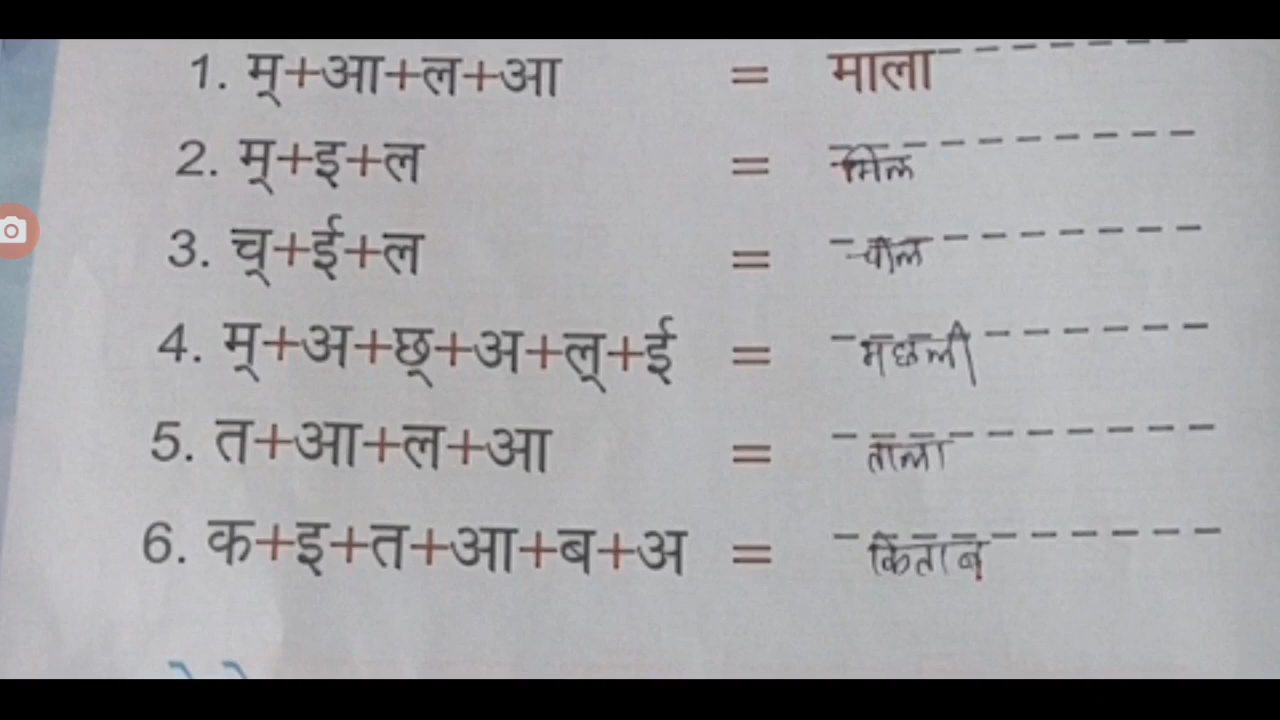 1. म्+आ+ल+आ = माला
2. म्+इ+ल = मिल
3. च्+ई+ल = चील
4. म्+अ+छ्+अ+ल्+ई = मछली
5. त+आ+ल+आ = ताला
6. क+इ+त+आ+ब+अ = किताब